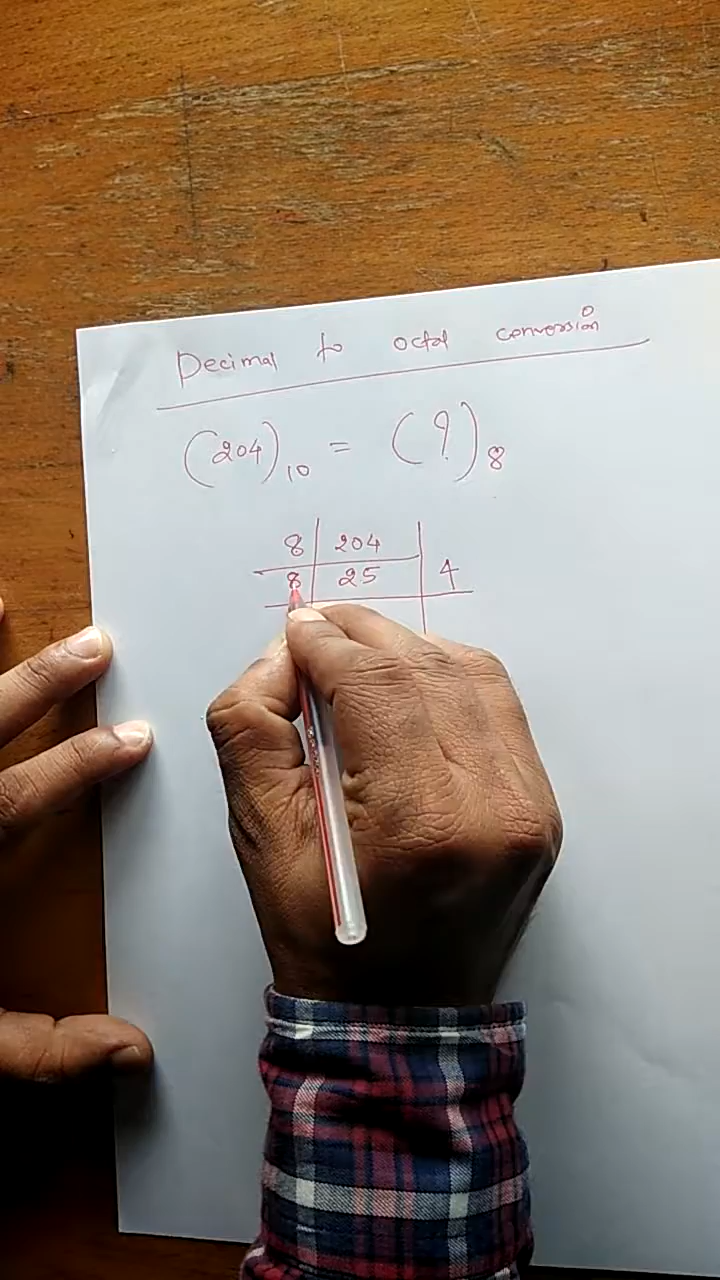 Decimal to octal conversion
(204)10 = (?)8
8 204
8 25 4